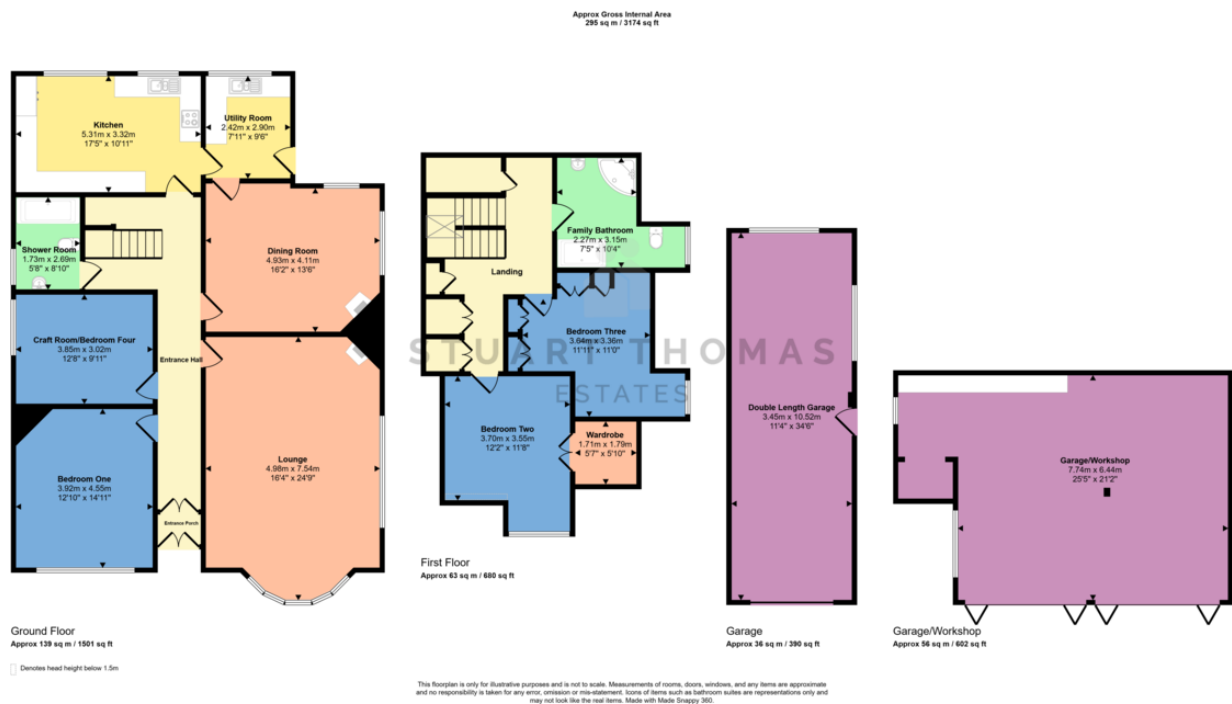 Approx Gross Internal Area
295 sq m / 3174 sq ft
Kitchen
5.31m x 3.32m
17'5" x 10'11"
Utility Room
2.42m x 2.90m
7'11" x 9'6"
Shower Room
1.73m x 2.69m
5'8" x 8'10"
Dining Room
4.93m x 4.11m
16'2" x 13'6"
Craft Room/Bedroom Four
3.85m x 3.02m
12'8" x 9'11"
Entrance Hall
Bedroom One
3.92m x 4.55m
12'10" x 14'11"
Lounge
4.98m x 7.54m
16'4" x 24'9"
Entrance Porch
Ground Floor
Approx 139 sq m / 1501 sq ft
Denotes head height below 1.5m
Family Bathroom
2.27m x 3.15m
7'5" x 10'4"
Landing
Bedroom Three
3.64m x 3.36m
11'11" x 11'0"
STUART THOMAS
ESTATES
Bedroom Two
3.70m x 3.55m
12'2" x 11'8"
Wardrobe
1.71m x 1.79m
5'7" x 5'10"
First Floor
Approx 63 sq m / 680 sq ft
Double Length Garage
3.45m x 10.52m
11'4" x 34'6"
Garage
Approx 36 sq m / 390 sq ft
Garage/Workshop
7.74m x 6.44m
25'5" x 21'2"
Garage/Workshop
Approx 56 sq m / 602 sq ft
This floorplan is only for illustrative purposes and is not to scale. Measurements of rooms, doors, windows, and any items are approximate
and no responsibility is taken for any error, omission or mis-statement. Icons of items such as bathroom suites are representations only and
may not look like the real items. Made with Made Snappy 360.